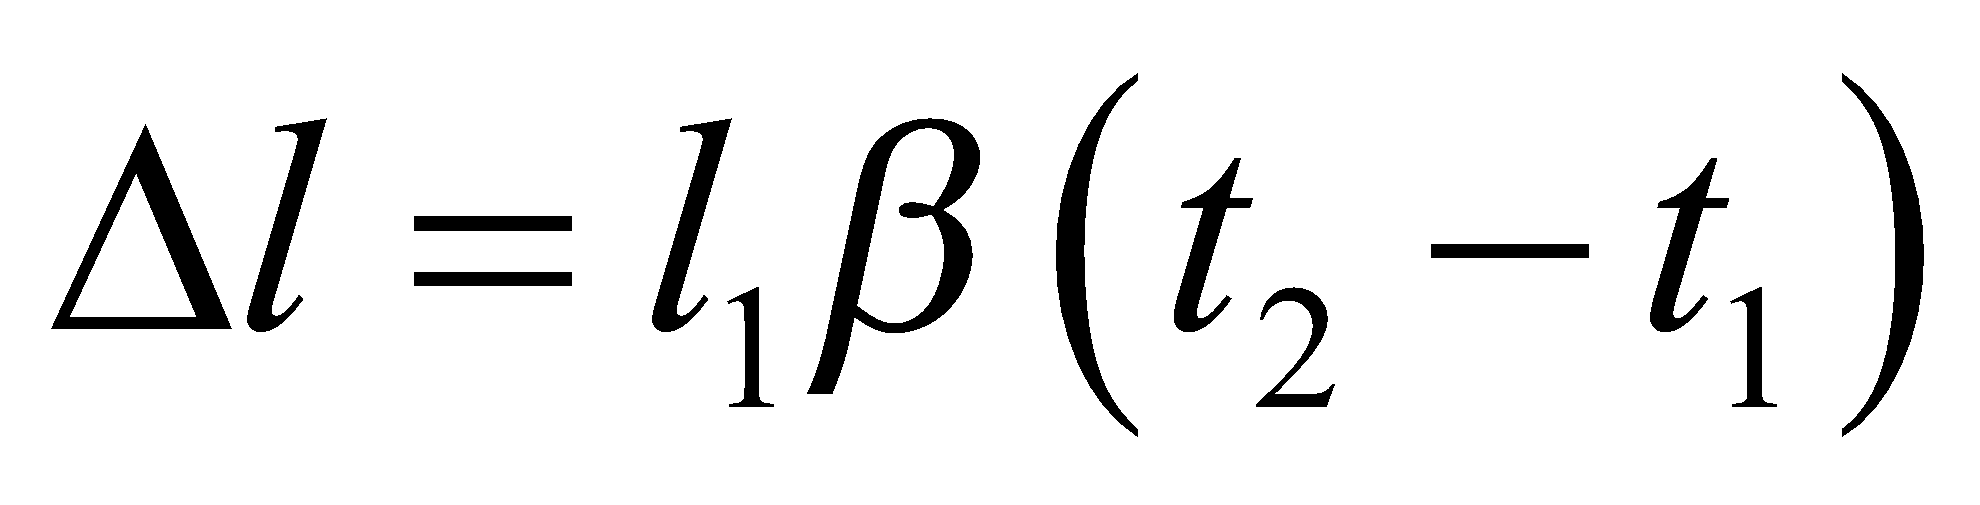 Δl = l₁β(t₂ − t₁)